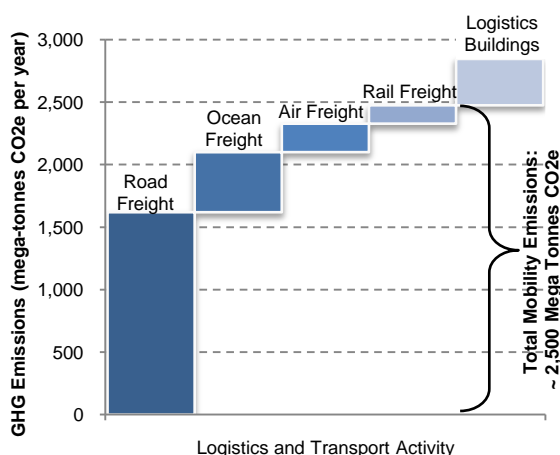 GHG Emissions (mega-tonnes CO2e per year)
3,000
2,500
2,000
1,500
1,000
500
0
Road
Freight
Ocean
Freight
Air Freight
Rail Freight
Logistics
Buildings
Total Mobility Emissions:
~ 2,500 Mega Tonnes CO2e
Logistics and Transport Activity